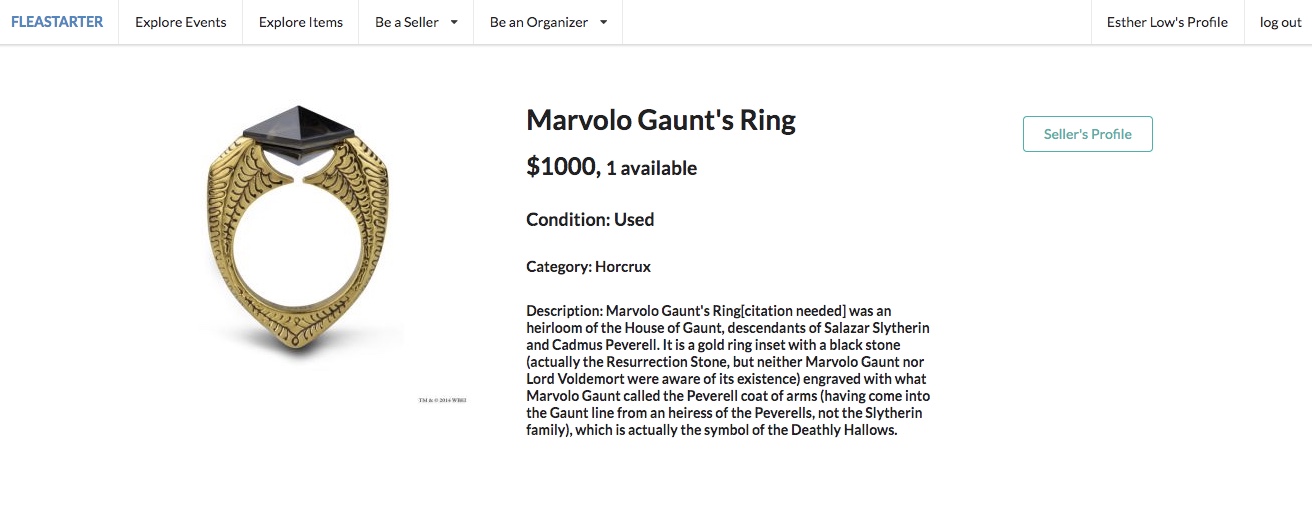 FLEASTARTER
Explore Events
Explore Items
Be a Seller
Be an Organizer
Esther Low's Profile
log out
Marvolo Gaunt's Ring
Seller's Profile
$1000, 1 available
Condition: Used
Category: Horcrux
Description: Marvolo Gaunt's Ring[citation needed] was an
heirloom of the House of Gaunt, descendants of Salazar Slytherin
and Cadmus Peverell. It is a gold ring inset with a black stone
(actually the Resurrection Stone, but neither Marvolo Gaunt nor
Lord Voldemort were aware of its existence) engraved with what
Marvolo Gaunt called the Peverell coat of arms (having come into
the Gaunt line from an heiress of the Peverells, not the Slytherin
family), which is actually the symbol of the Deathly Hallows.
TM & ©